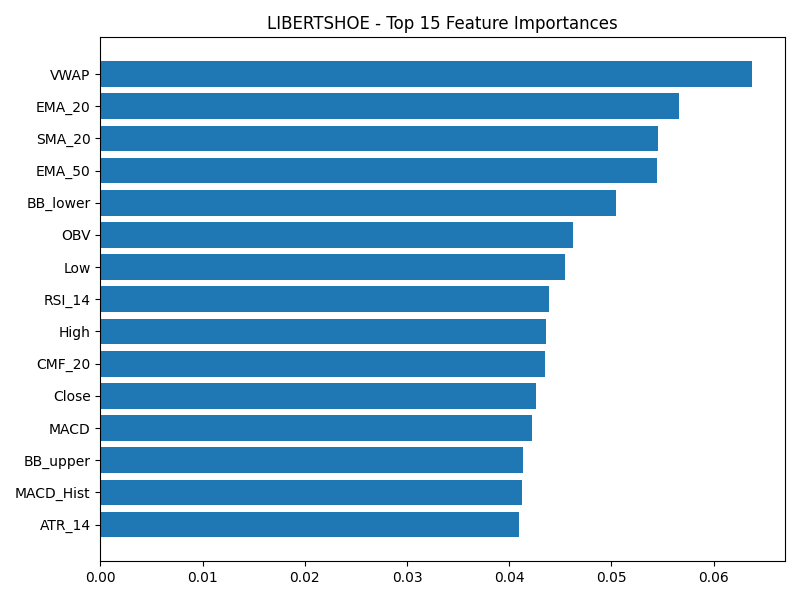 LIBERTSHOE - Top 15 Feature Importances
VWAP
EMA_20
SMA_20
EMA_50
BB_lower
OBV
Low
RSI_14
High
CMF_20
Close
MACD
BB_upper
MACD_Hist
ATR_14
0.00 0.01 0.02 0.03 0.04 0.05 0.06